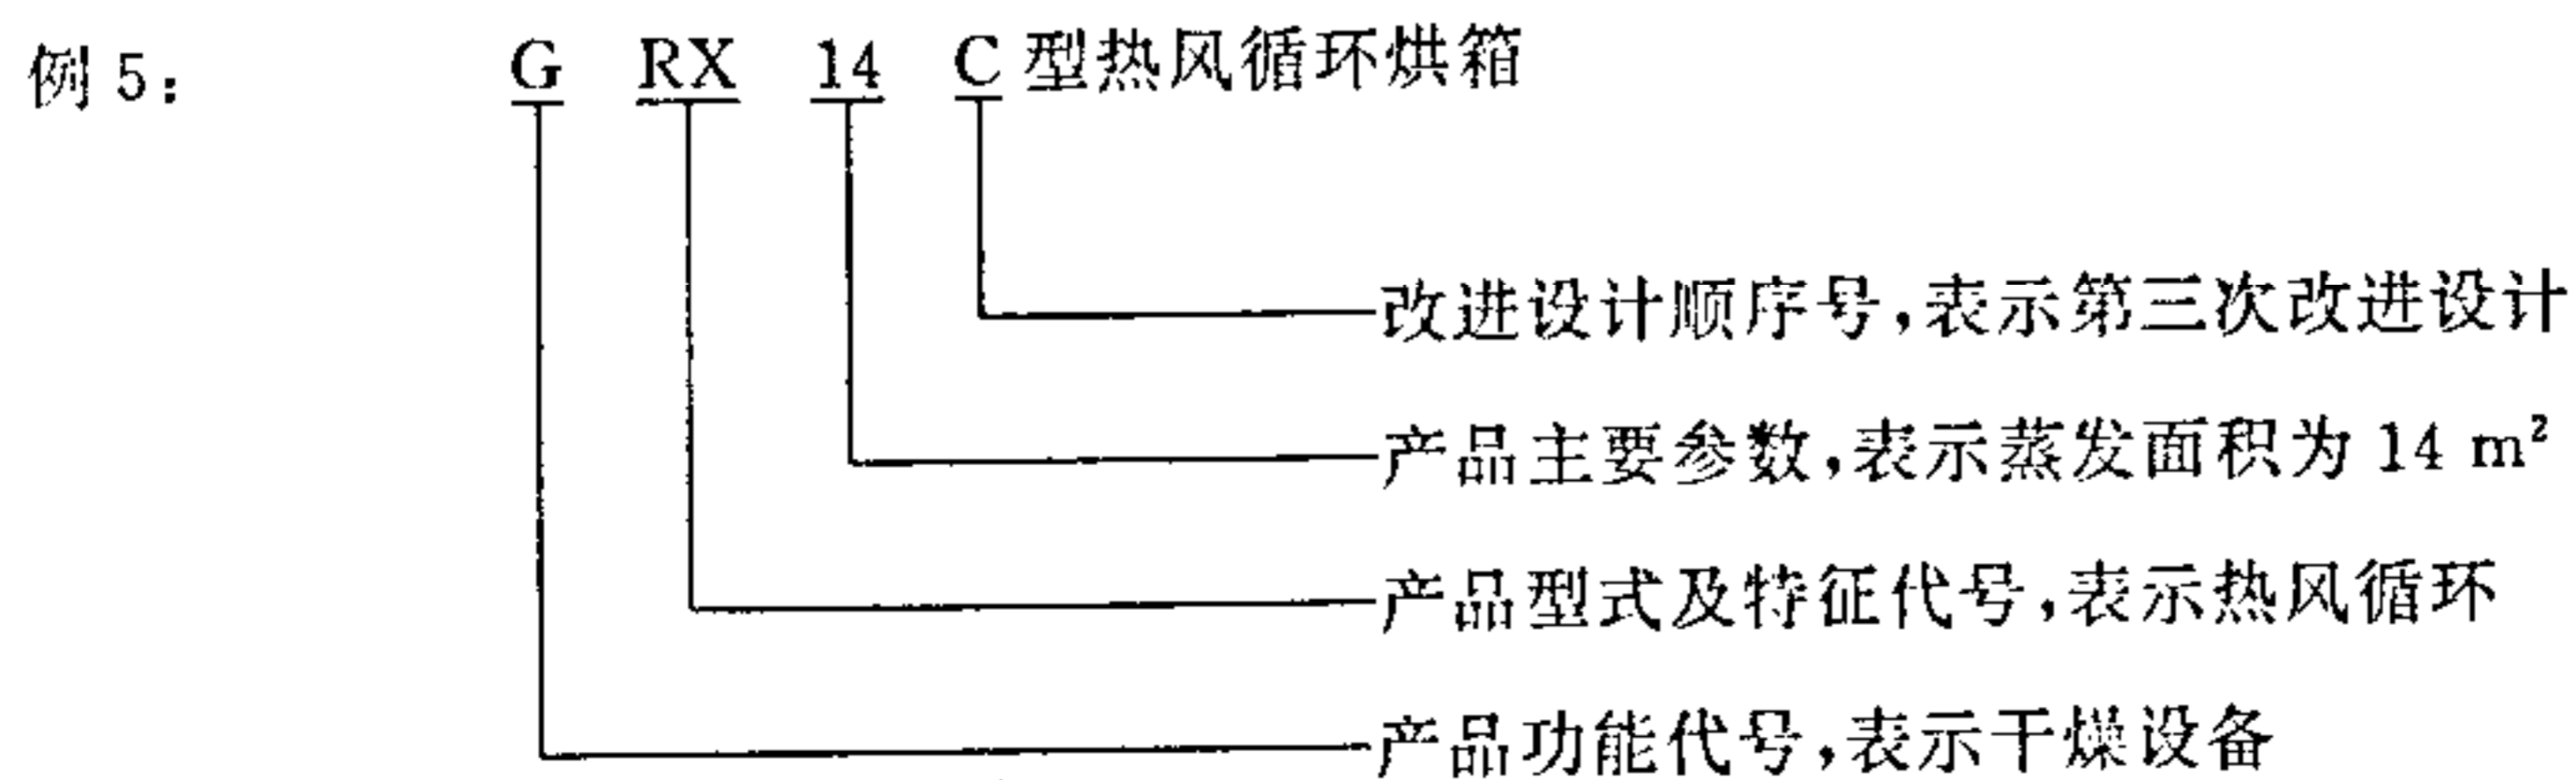 例 5： G RX 14 C 型热风循环烘箱
改进设计顺序号，表示第三次改进设计
产品主要参数，表示蒸发面积为 14 m²
产品型式及特征代号，表示热风循环
产品功能代号，表示干燥设备